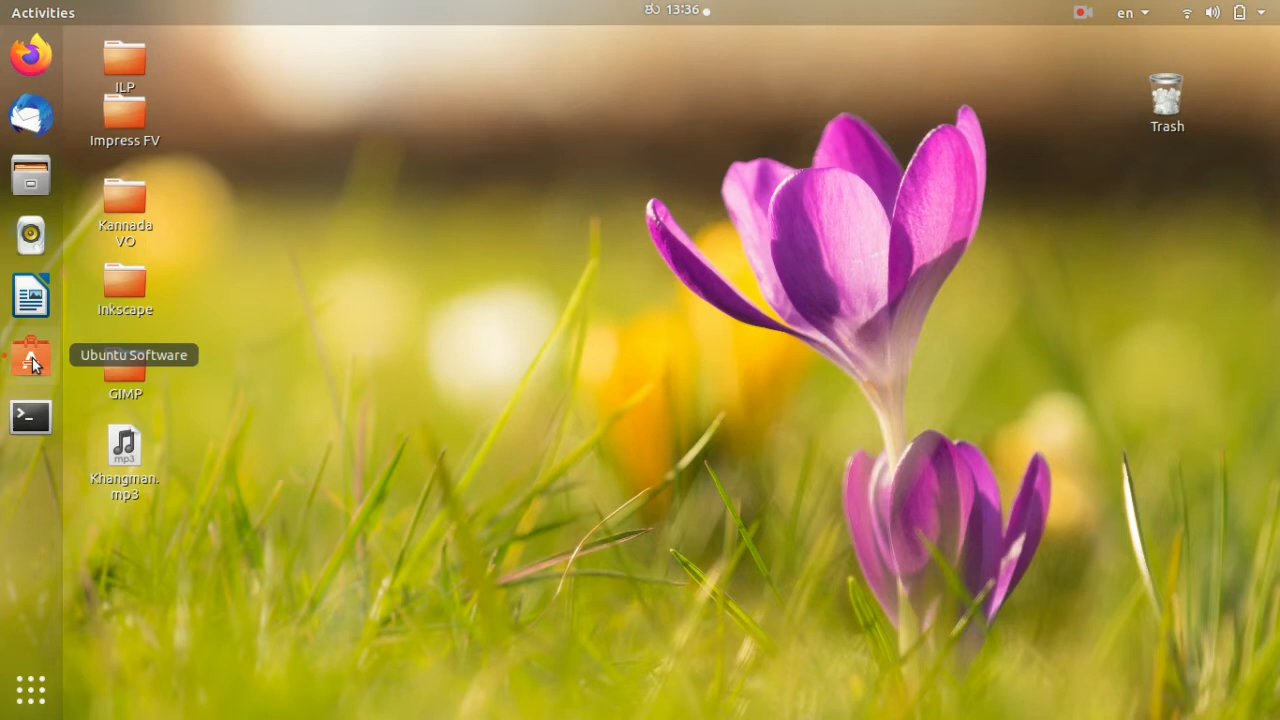 Activities
ಶು 13:36
en
ILP
Impress FV
Kannada
VO
Inkscape
Ubuntu Software
GIMP
mp3
Khangman.
mp3
Trash